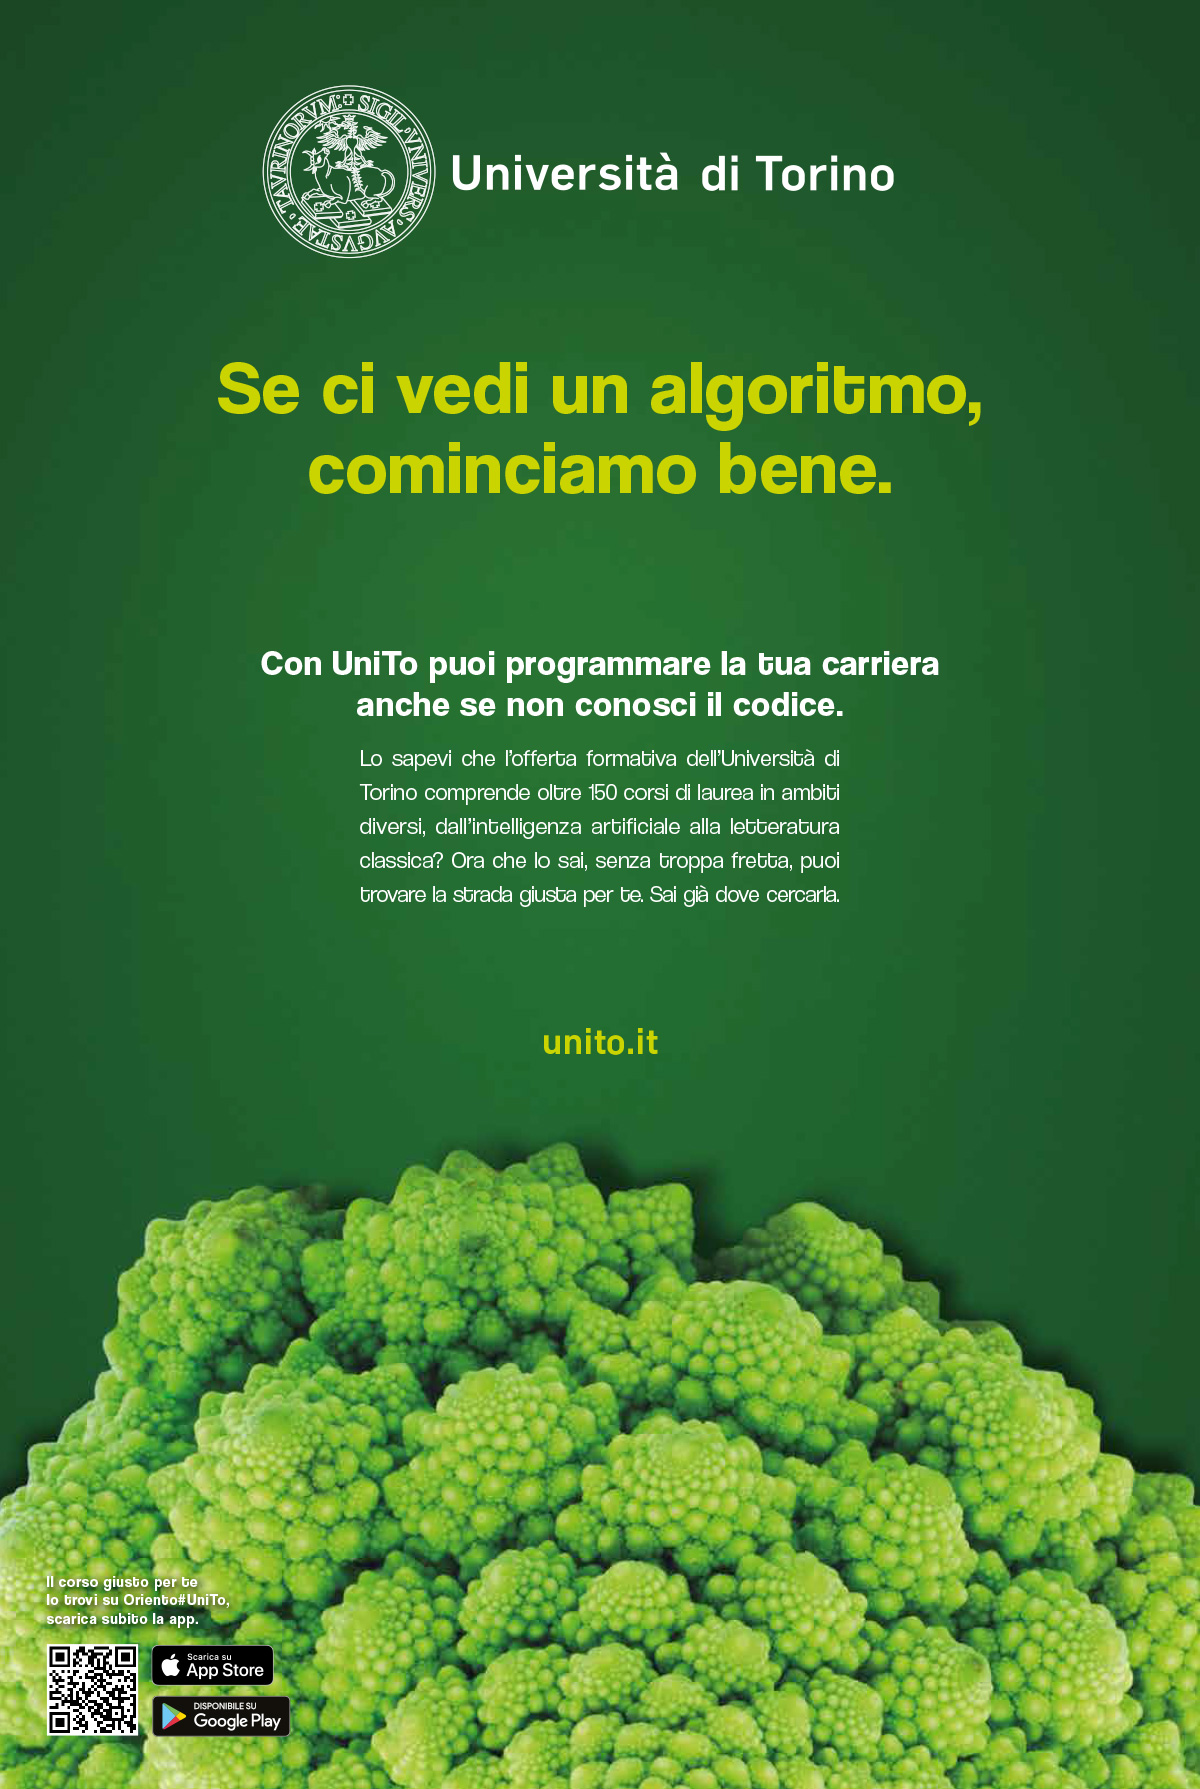 TAVRINORVM: SIGIL·VNIVERS·AVGVSTAE·
Università di Torino
Se ci vedi un algoritmo,
cominciamo bene.
Con UniTo puoi programmare la tua carriera
anche se non conosci il codice.
Lo sapevi che l'offerta formativa dell'Università di
Torino comprende oltre 150 corsi di laurea in ambiti
diversi, dall'intelligenza artificiale alla letteratura
classica? Ora che lo sai, senza troppa fretta, puoi
trovare la strada giusta per te. Sai già dove cercarla.
unito.it
Il corso giusto per te
lo trovi su Oriento#UniTo,
scarica subito la app.
Scarica su
App Store
DISPONIBILE SU
Google Play